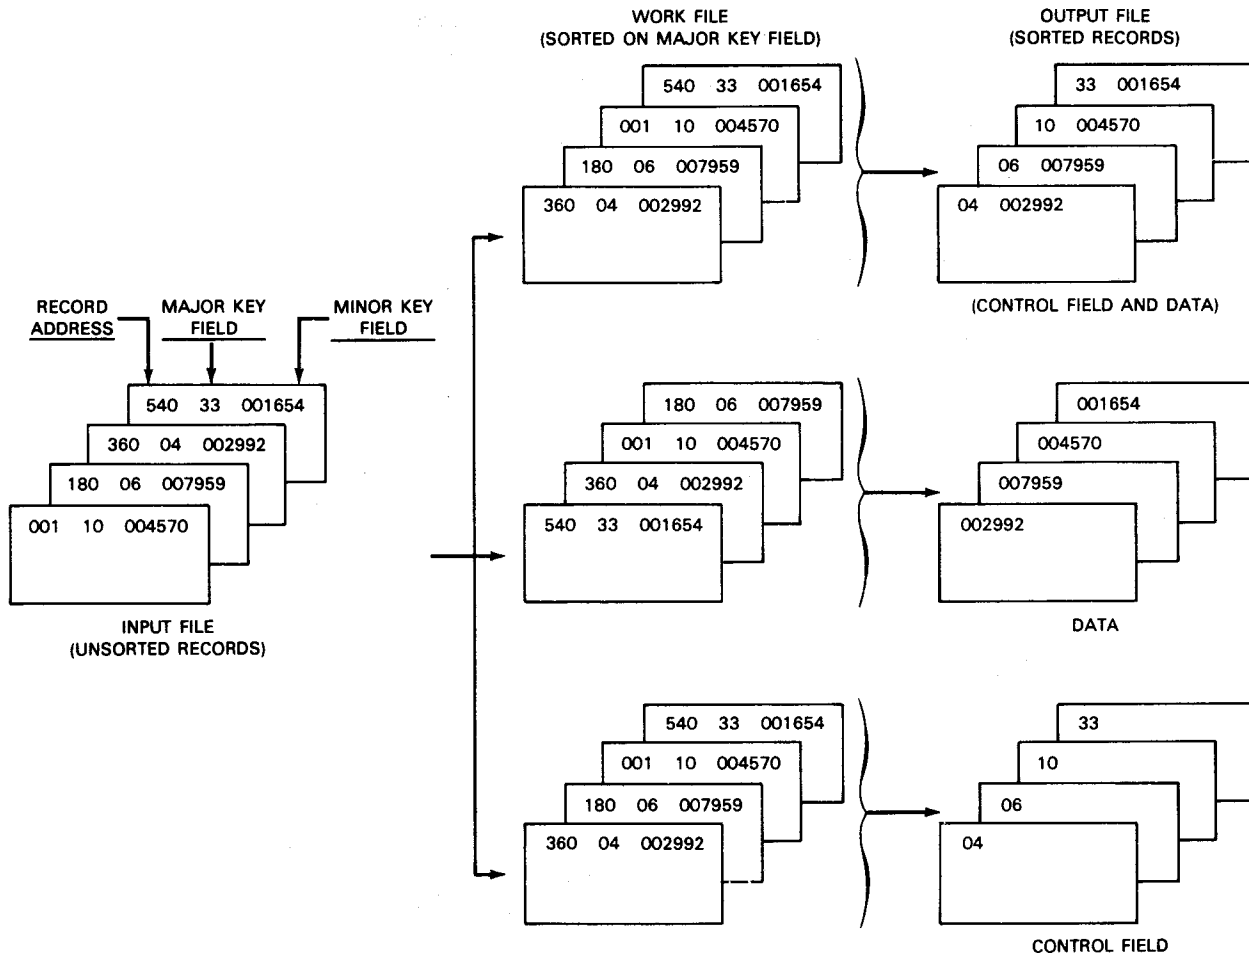 WORK FILE
(SORTED ON MAJOR KEY FIELD)
OUTPUT FILE
(SORTED RECORDS)
540 33 001654
001 10 004570
180 06 007959
360 04 002992
33 001654
10 004570
06 007959
04 002992
(CONTROL FIELD AND DATA)
RECORD
ADDRESS
MAJOR KEY
FIELD
MINOR KEY
FIELD
540 33 001654
360 04 002992
180 06 007959
001 10 004570
INPUT FILE
(UNSORTED RECORDS)
180 06 007959
001 10 004570
360 04 002992
540 33 001654
001654
004570
007959
002992
DATA
540 33 001654
001 10 004570
180 06 007959
360 04 002992
33
10
06
04
CONTROL FIELD